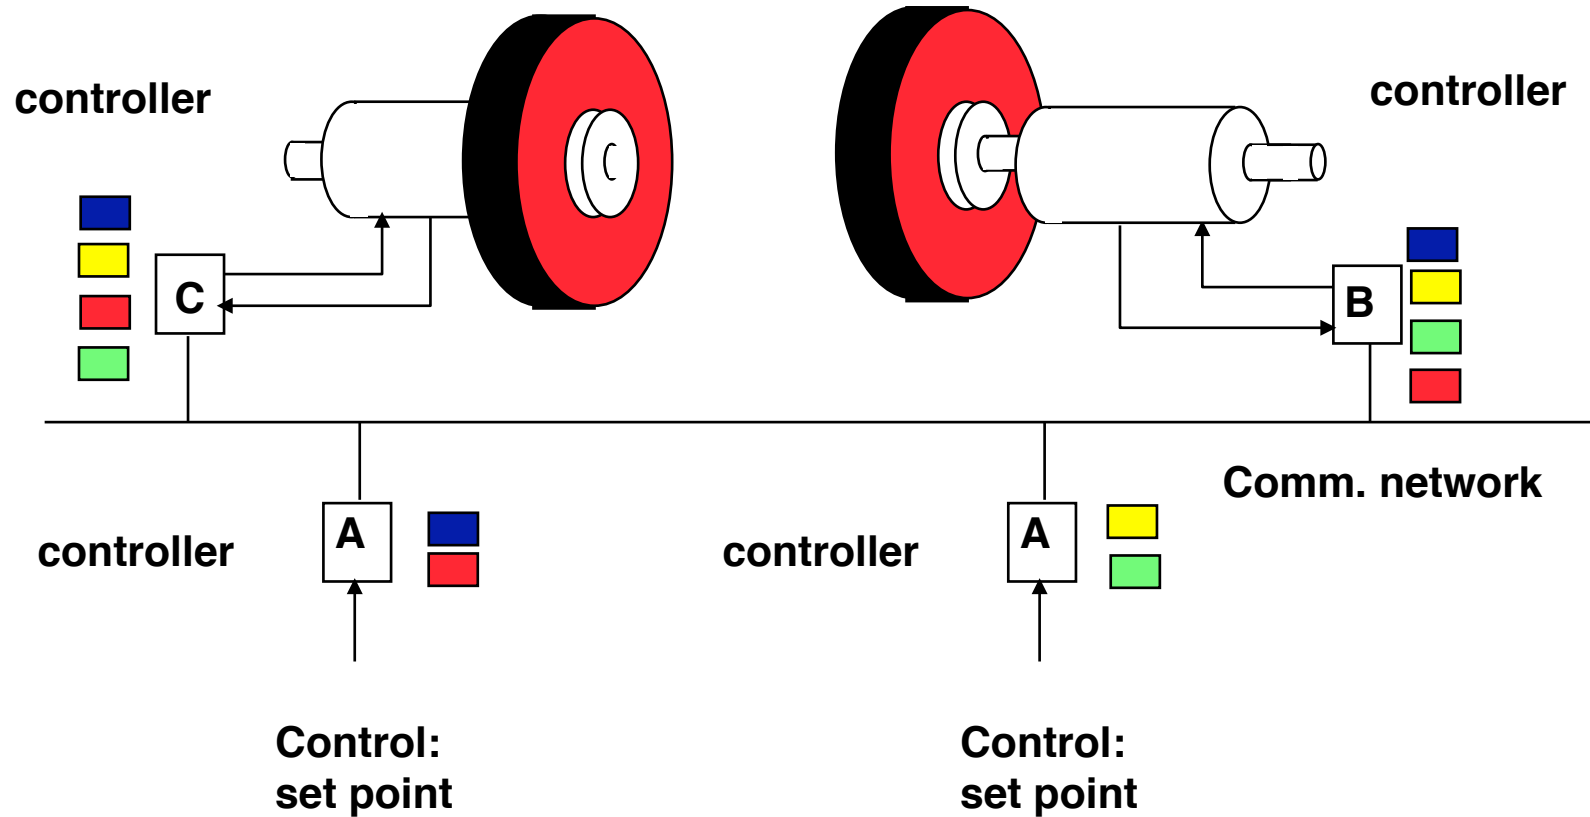 controller
controller
C
B
Comm. network
A
A
controller
controller
Control:
set point
Control:
set point